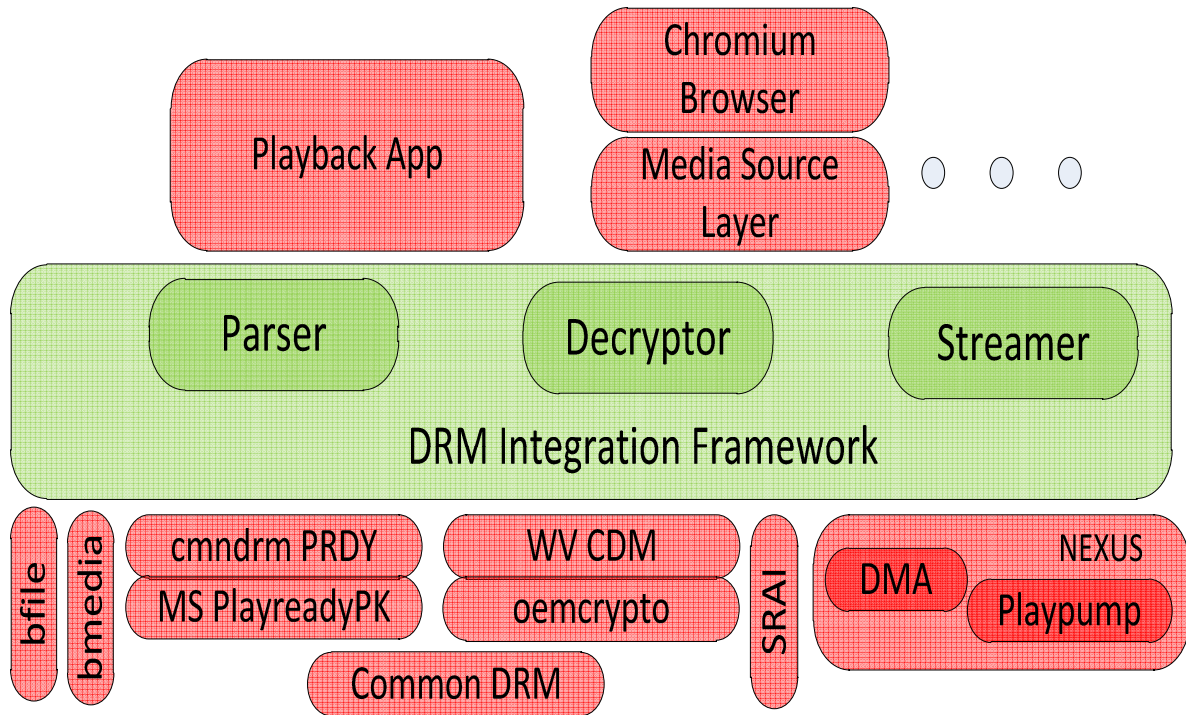 Chromium
Browser
Playback App
Media Source
Layer
Parser
Decryptor
Streamer
DRM Integration Framework
bfile
bmedia
cmndrm PRDY
MS PlayreadyPK
WV CDM
oemcrypto
Common DRM
SRAI
NEXUS
DMA
Playpump